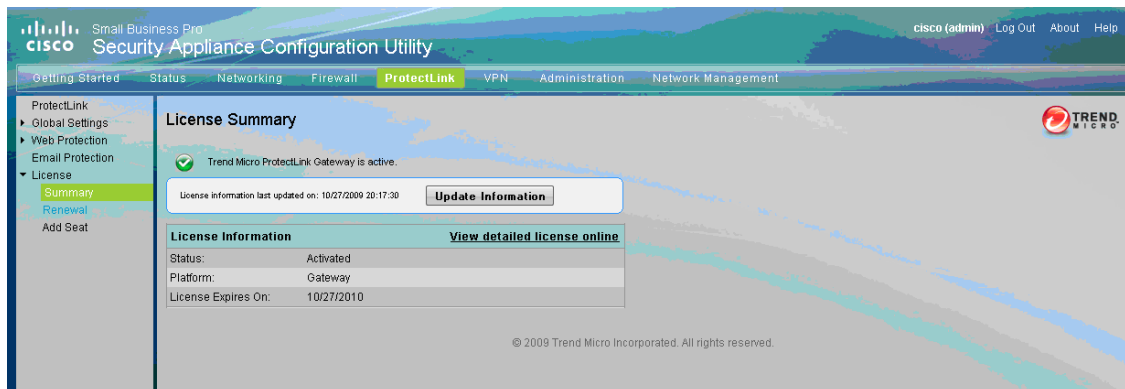 Small Business Pro
cisco (admin) Log Out About Help
CISCO Security Appliance Configuration Utility
Getting Started Status Networking Firewall ProtectLink VPN Administration Network Management
ProtectLink
Global Settings
Web Protection
Email Protection
License
Summary
Renewal
Add Seat
License Summary
TREND
MICRO
Trend Micro ProtectLink Gateway is active.
License information last updated on: 10/27/2009 20:17:30 Update Information
License Information View detailed license online
Status: Activated
Platform: Gateway
License Expires On: 10/27/2010
© 2009 Trend Micro Incorporated. All rights reserved.